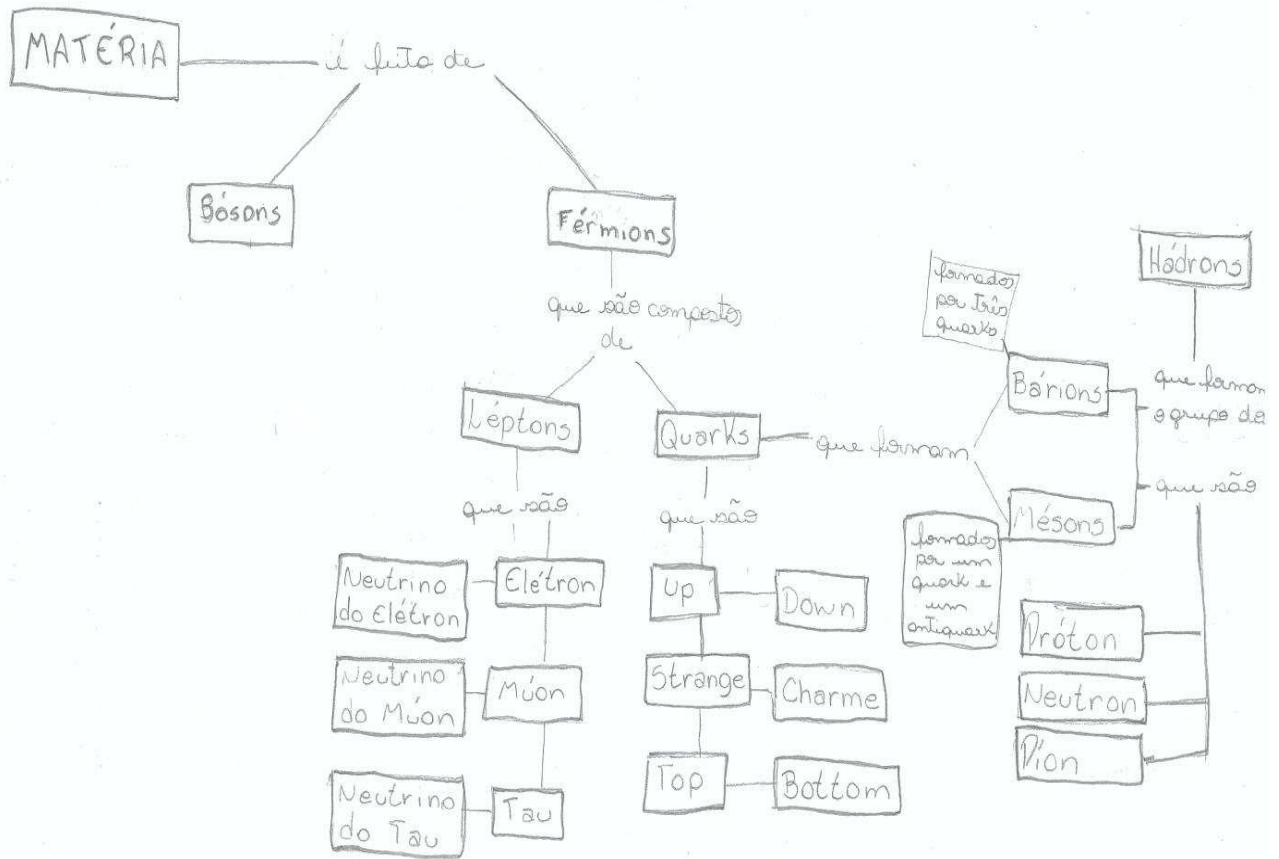 MATÉRIA
é feita de
Bósons
Férmions
que são compostos
de
Léptons
que são
Elétron
Neutrino
do Elétron
Múon
Neutrino
do Múon
Tau
Neutrino
do Tau
Quarks
que são
Up
Down
Strange
Charme
Top
Bottom
que formam
formados
por três
quarks
Bárions
Mésons
formados
por um
quark e
um
antiquark
Hádrons
que formam
o grupo da
que são
Próton
Neutron
Píon